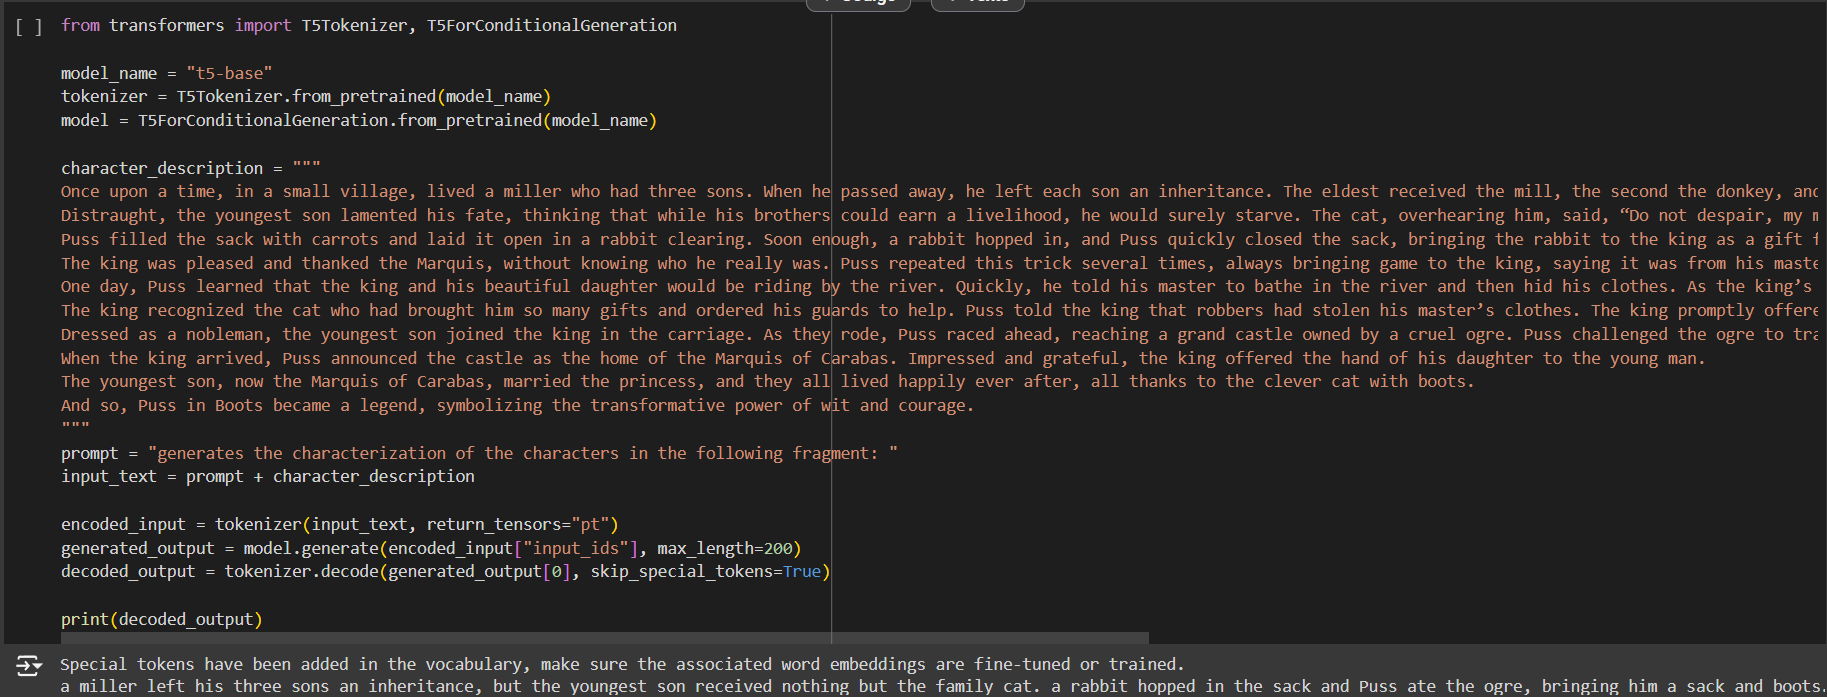 [ ] from transformers import T5Tokenizer, T5ForConditionalGeneration
model_name = "t5-base"
tokenizer = T5Tokenizer.from_pretrained(model_name)
model = T5ForConditionalGeneration.from_pretrained(model_name)
character_description = """
Once upon a time, in a small village, lived a miller who had three sons. When he passed away, he left each son an inheritance. The eldest received the mill, the second the donkey, and
Distraught, the youngest son lamented his fate, thinking that while his brothers could earn a livelihood, he would surely starve. The cat, overhearing him, said, “Do not despair, my
Puss filled the sack with carrots and laid it open in a rabbit clearing. Soon enough, a rabbit hopped in, and Puss quickly closed the sack, bringing the rabbit to the king as a gift
The king was pleased and thanked the Marquis, without knowing who he really was. Puss repeated this trick several times, always bringing game to the king, saying it was from his
One day, Puss learned that the king and his beautiful daughter would be riding by the river. Quickly, he told his master to bathe in the river and then hid his clothes. As the king’s
The king recognized the cat who had brought him so many gifts and ordered his guards to help. Puss told the king that robbers had stolen his master’s clothes. The king promptly
Dressed as a nobleman, the youngest son joined the king in the carriage. As they rode, Puss raced ahead, reaching a grand castle owned by a cruel ogre. Puss challenged the ogre to
When the king arrived, Puss announced the castle as the home of the Marquis of Carabas. Impressed and grateful, the king offered the hand of his daughter to the young man.
The youngest son, now the Marquis of Carabas, married the princess, and they all lived happily ever after, all thanks to the clever cat with boots.
And so, Puss in Boots became a legend, symbolizing the transformative power of wit and courage.
"""
prompt = "generates the characterization of the characters in the following fragment: "
input_text = prompt + character_description
encoded_input = tokenizer(input_text, return_tensors="pt")
generated_output = model.generate(encoded_input["input_ids"], max_length=200)
decoded_output = tokenizer.decode(generated_output[0], skip_special_tokens=True)
print(decoded_output)
Special tokens have been added in the vocabulary, make sure the associated word embeddings are fine-tuned or trained.
a miller left his three sons an inheritance, but the youngest son received nothing but the family cat. a rabbit hopped in the sack and Puss ate the ogre, bringing him a sack and boots.